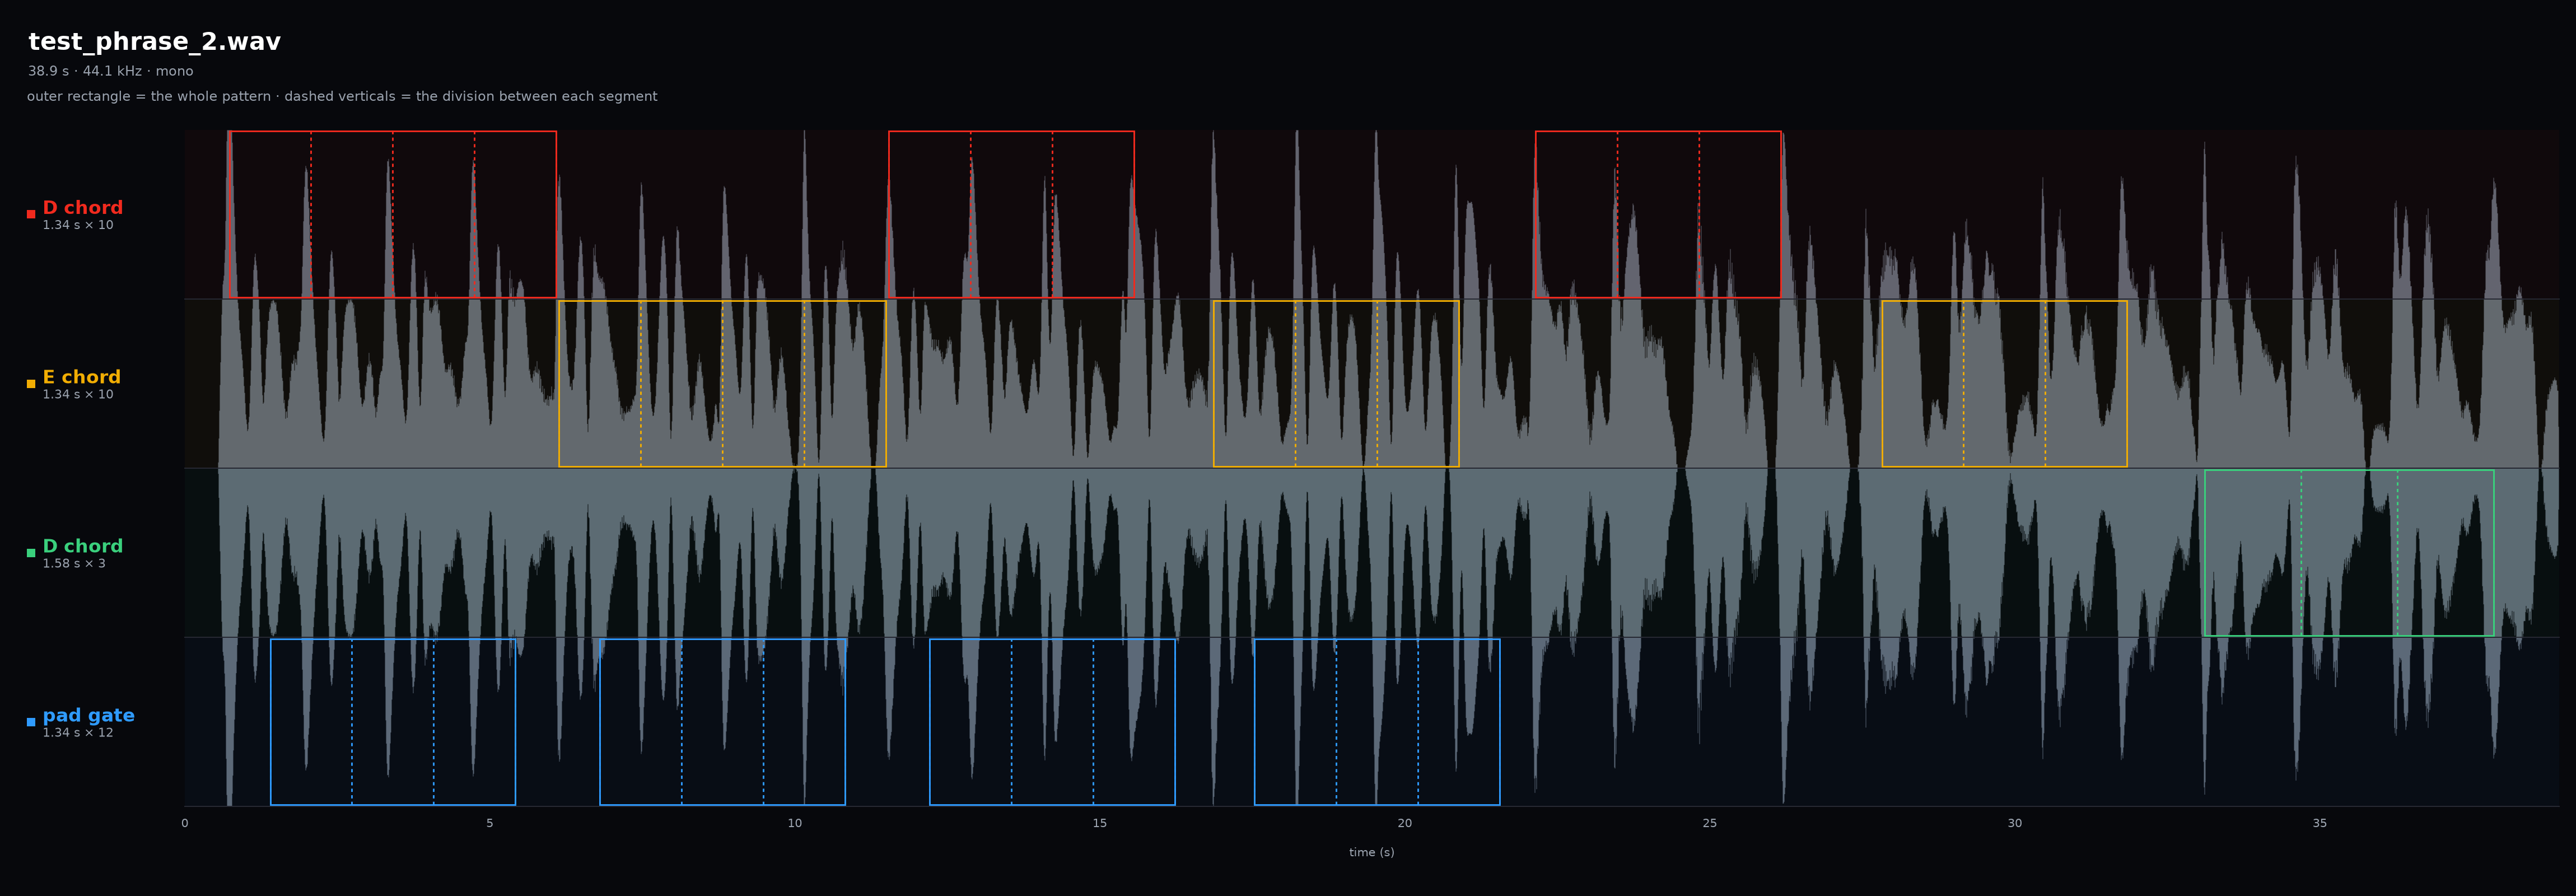 test_phrase_2.wav
38.9 s · 44.1 kHz · mono
outer rectangle = the whole pattern · dashed verticals = the division between each segment
D chord
1.34 s × 10
E chord
1.34 s × 10
D chord
1.58 s × 3
pad gate
1.34 s × 12
0 5 10 15 20 25 30 35
time (s)